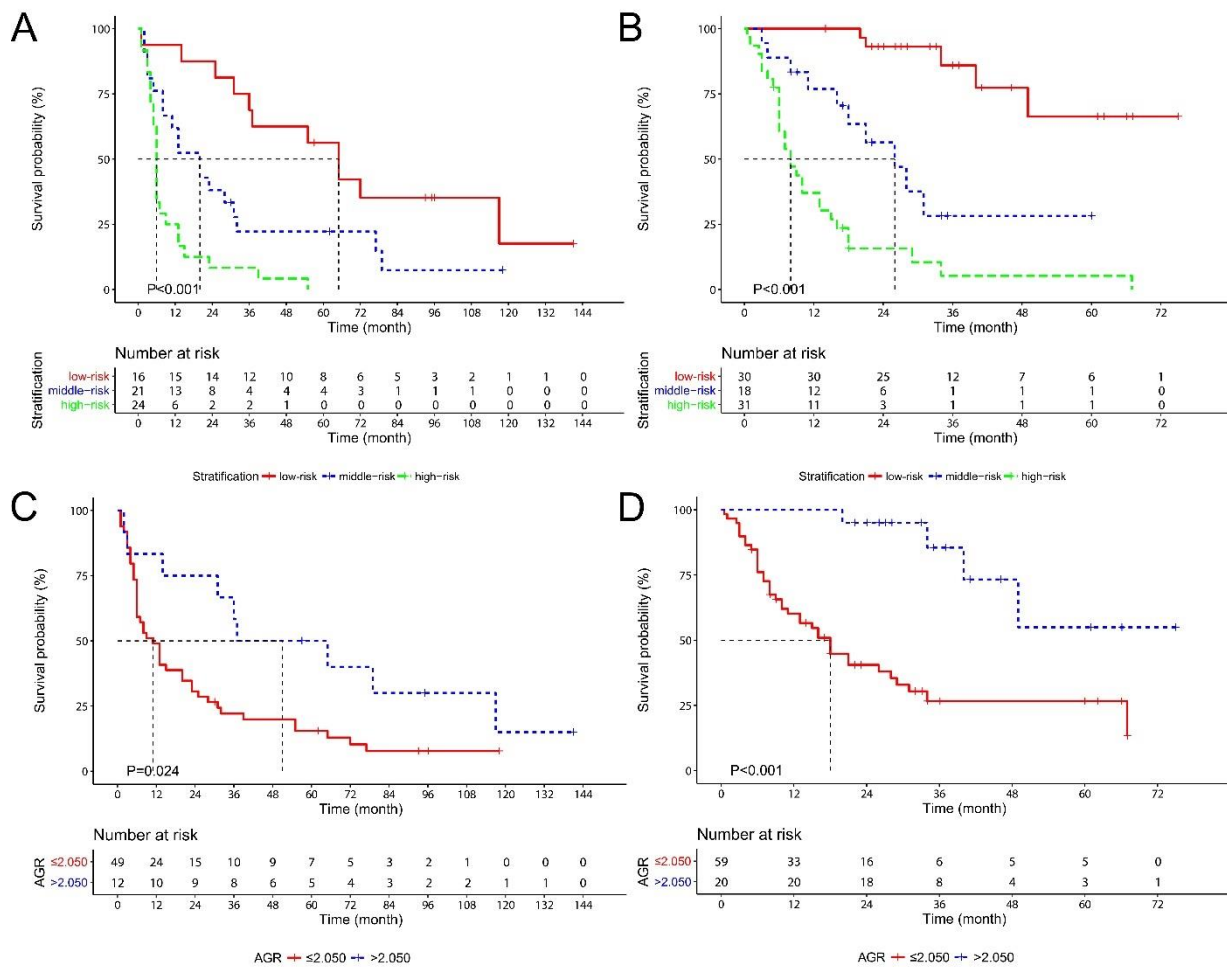 A
Survival probability (%)
100
75
50
25
0
P<0.001
0 12 24 36 48 60 72 84 96 108 120 132 144
Time (month)
Number at risk
Stratification
low-risk 16 15 14 12 10 8 6 5 3 2 1 1 0
middle-risk 21 13 8 4 4 4 3 1 1 1 0 0 0
high-risk 24 6 2 2 1 0 0 0 0 0 0 0 0
0 12 24 36 48 60 72 84 96 108 120 132 144
Time (month)
Stratification low-risk middle-risk high-risk
B
Survival probability (%)
100
75
50
25
0
P<0.001
0 12 24 36 48 60 72
Time (month)
Number at risk
Stratification
low-risk 30 30 25 12 7 6 1
middle-risk 18 12 6 1 1 1 0
high-risk 31 11 3 1 1 1 0
0 12 24 36 48 60 72
Time (month)
Stratification low-risk middle-risk high-risk
C
Survival probability (%)
100
75
50
25
0
P=0.024
0 12 24 36 48 60 72 84 96 108 120 132 144
Time (month)
Number at risk
AGR
≤2.050 49 24 15 10 9 7 5 3 2 1 0 0 0
>2.050 12 10 9 8 6 5 4 3 2 2 1 1 0
0 12 24 36 48 60 72 84 96 108 120 132 144
Time (month)
AGR ≤2.050 >2.050
D
Survival probability (%)
100
75
50
25
0
P<0.001
0 12 24 36 48 60 72
Time (month)
Number at risk
AGR
≤2.050 59 33 16 6 5 5 0
>2.050 20 20 18 8 4 3 1
0 12 24 36 48 60 72
Time (month)
AGR ≤2.050 >2.050